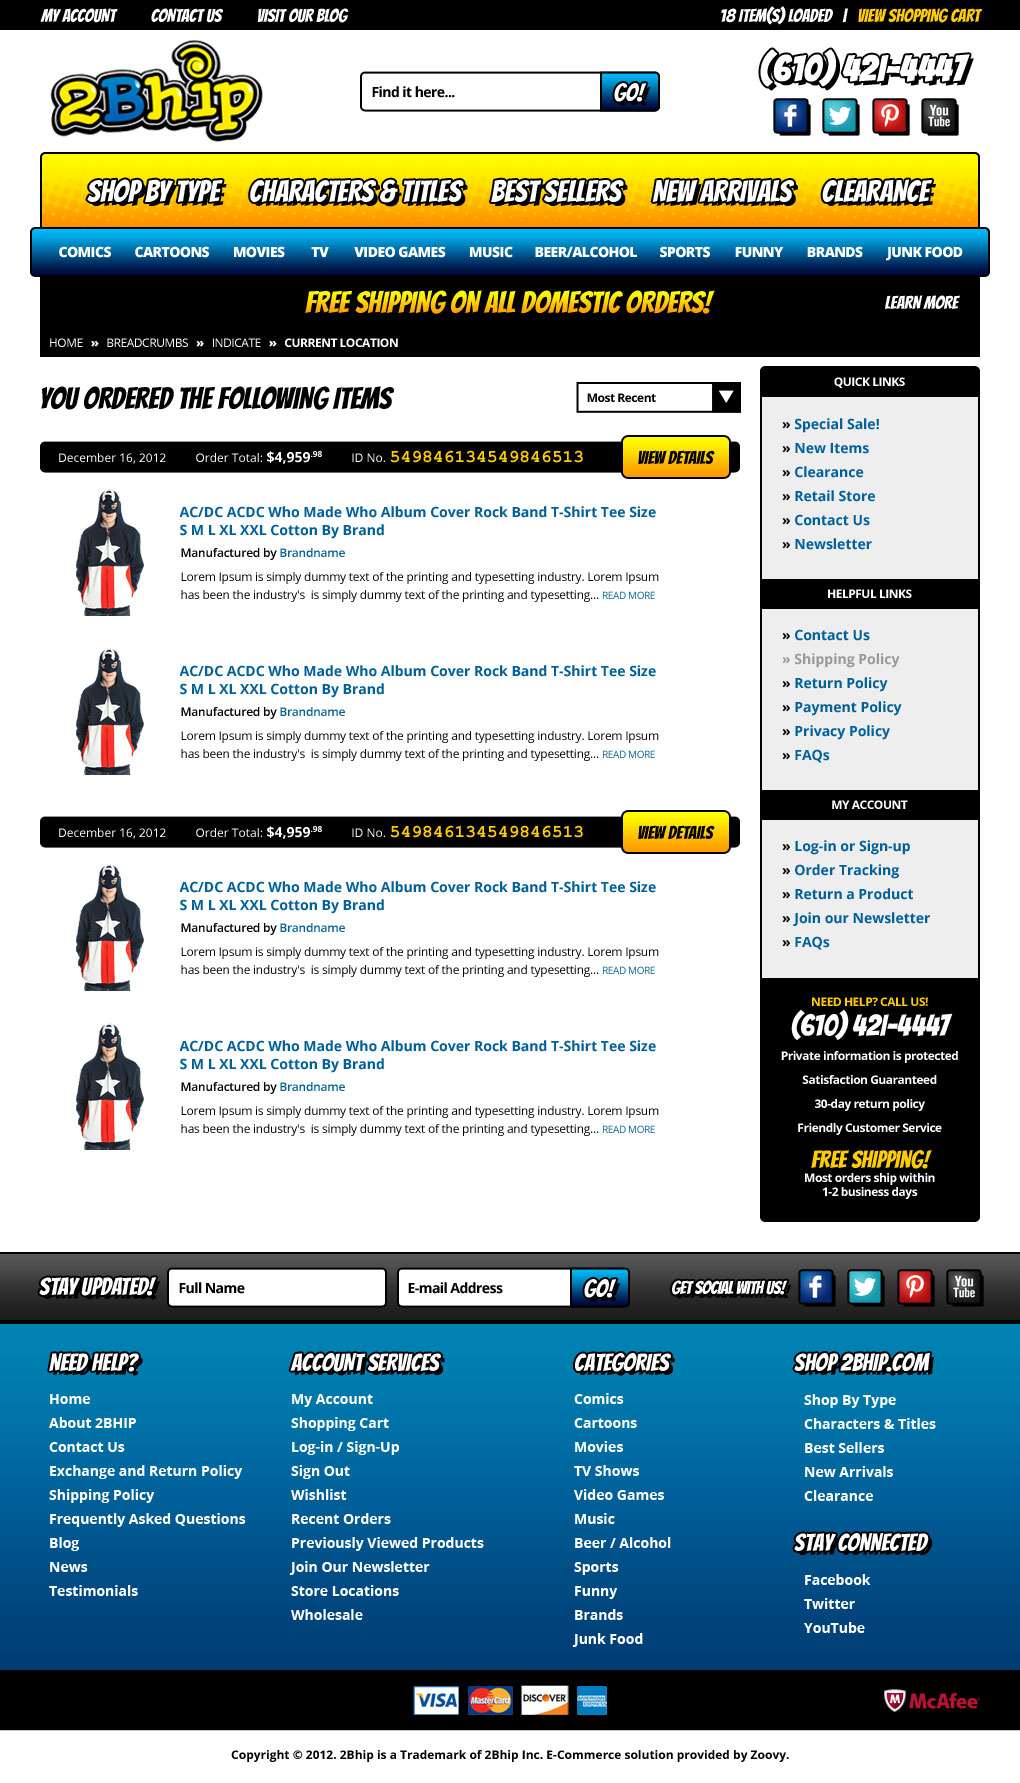 MY ACCOUNT CONTACT US VISIT OUR BLOG 18 ITEM(S) LOADED | VIEW SHOPPING CART
2Bhip
Find it here... GO!
(610) 421-4447
You Tube
SHOP BY TYPE CHARACTERS & TITLES BEST SELLERS NEW ARRIVALS CLEARANCE
COMICS CARTOONS MOVIES TV VIDEO GAMES MUSIC BEER/ALCOHOL SPORTS FUNNY BRANDS JUNK FOOD
FREE SHIPPING ON ALL DOMESTIC ORDERS! LEARN MORE
HOME » BREADCRUMBS » INDICATE » CURRENT LOCATION
YOU ORDERED THE FOLLOWING ITEMS Most Recent
December 16, 2012 Order Total: $4,959.98 ID No. 549846134549846513 VIEW DETAILS
AC/DC ACDC Who Made Who Album Cover Rock Band T-Shirt Tee Size
S M L XL XXL Cotton By Brand
Manufactured by Brandname
Lorem Ipsum is simply dummy text of the printing and typesetting industry. Lorem Ipsum
has been the industry's is simply dummy text of the printing and typesetting... READ MORE
AC/DC ACDC Who Made Who Album Cover Rock Band T-Shirt Tee Size
S M L XL XXL Cotton By Brand
Manufactured by Brandname
Lorem Ipsum is simply dummy text of the printing and typesetting industry. Lorem Ipsum
has been the industry's is simply dummy text of the printing and typesetting... READ MORE
December 16, 2012 Order Total: $4,959.98 ID No. 549846134549846513 VIEW DETAILS
AC/DC ACDC Who Made Who Album Cover Rock Band T-Shirt Tee Size
S M L XL XXL Cotton By Brand
Manufactured by Brandname
Lorem Ipsum is simply dummy text of the printing and typesetting industry. Lorem Ipsum
has been the industry's is simply dummy text of the printing and typesetting... READ MORE
AC/DC ACDC Who Made Who Album Cover Rock Band T-Shirt Tee Size
S M L XL XXL Cotton By Brand
Manufactured by Brandname
Lorem Ipsum is simply dummy text of the printing and typesetting industry. Lorem Ipsum
has been the industry's is simply dummy text of the printing and typesetting... READ MORE
QUICK LINKS
» Special Sale!
» New Items
» Clearance
» Retail Store
» Contact Us
» Newsletter
HELPFUL LINKS
» Contact Us
» Shipping Policy
» Return Policy
» Payment Policy
» Privacy Policy
» FAQs
MY ACCOUNT
» Log-in or Sign-up
» Order Tracking
» Return a Product
» Join our Newsletter
» FAQs
NEED HELP? CALL US!
(610) 421-4447
Private information is protected
Satisfaction Guaranteed
30-day return policy
Friendly Customer Service
FREE SHIPPING!
Most orders ship within
1-2 business days
STAY UPDATED! Full Name E-mail Address GO! GET SOCIAL WITH US! You Tube
NEED HELP?
Home
About 2BHIP
Contact Us
Exchange and Return Policy
Shipping Policy
Frequently Asked Questions
Blog
News
Testimonials
ACCOUNT SERVICES
My Account
Shopping Cart
Log-in / Sign-Up
Sign Out
Wishlist
Recent Orders
Previously Viewed Products
Join Our Newsletter
Store Locations
Wholesale
CATEGORIES
Comics
Cartoons
Movies
TV Shows
Video Games
Music
Beer / Alcohol
Sports
Funny
Brands
Junk Food
SHOP 2BHIP.COM
Shop By Type
Characters & Titles
Best Sellers
New Arrivals
Clearance
STAY CONNECTED
Facebook
Twitter
YouTube
VISA MasterCard DISCOVER AMERICAN EXPRESS McAfee
Copyright © 2012. 2Bhip is a Trademark of 2Bhip Inc. E-Commerce solution provided by Zoovy.